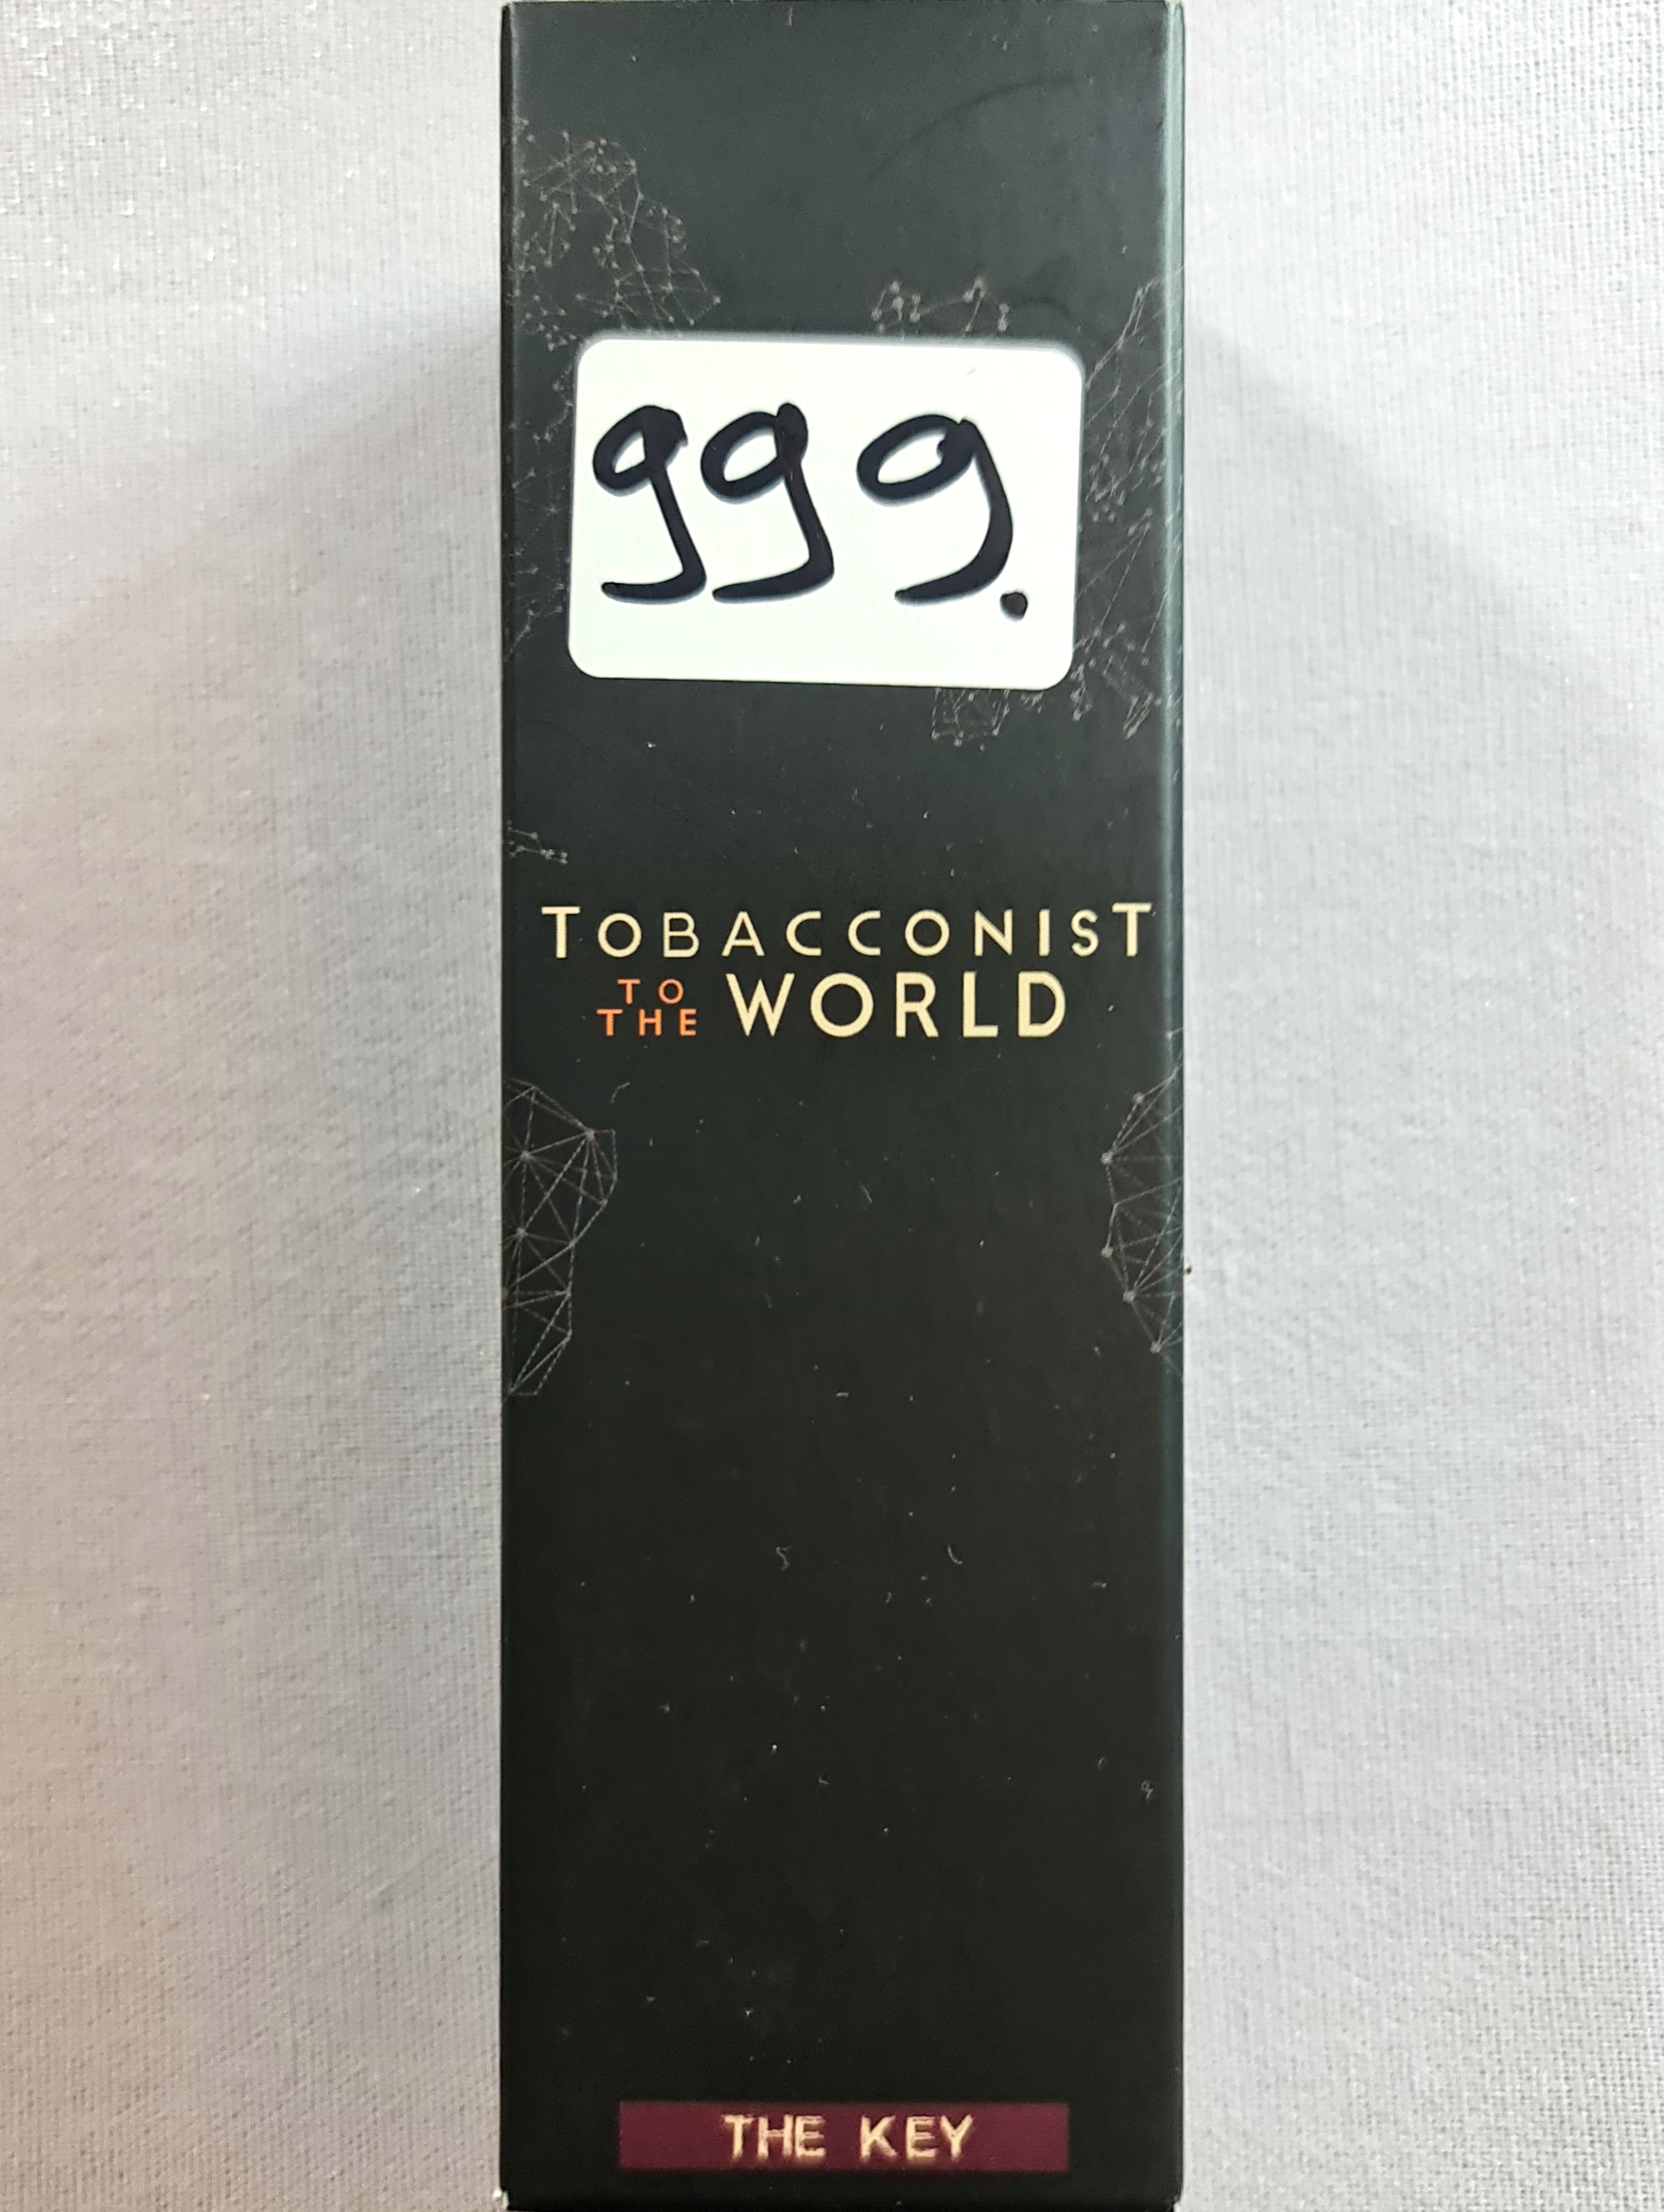 999.
TOBACCONIST
TO THE WORLD
THE KEY